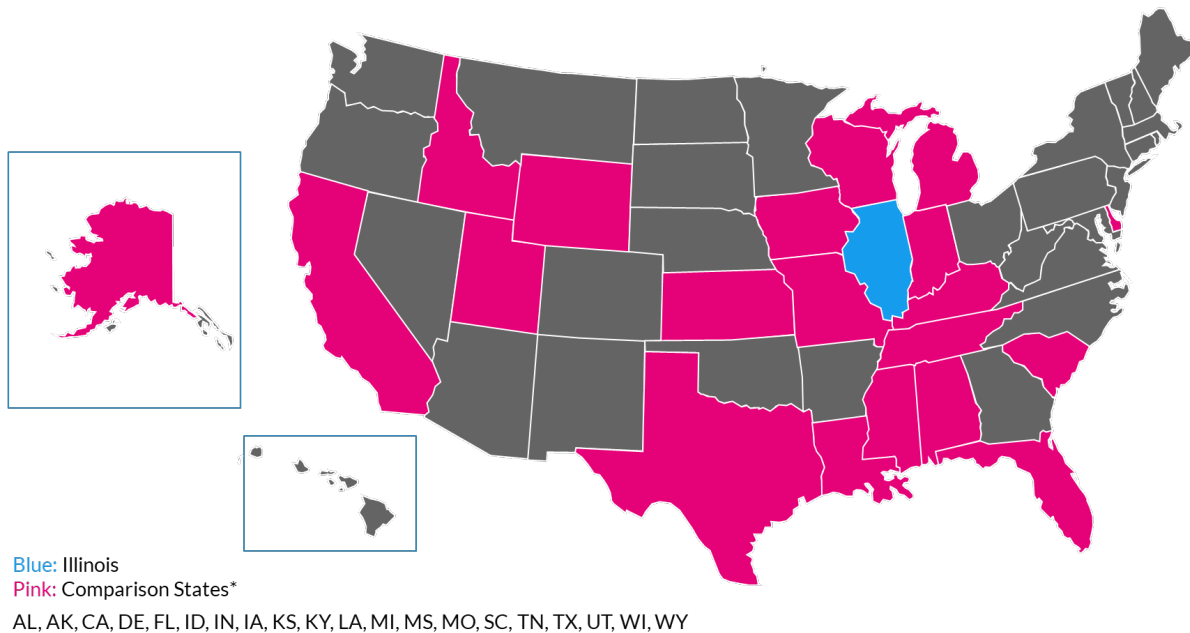 Blue: Illinois
Pink: Comparison States*
AL, AK, CA, DE, FL, ID, IN, IA, KS, KY, LA, MI, MS, MO, SC, TN, TX, UT, WI, WY